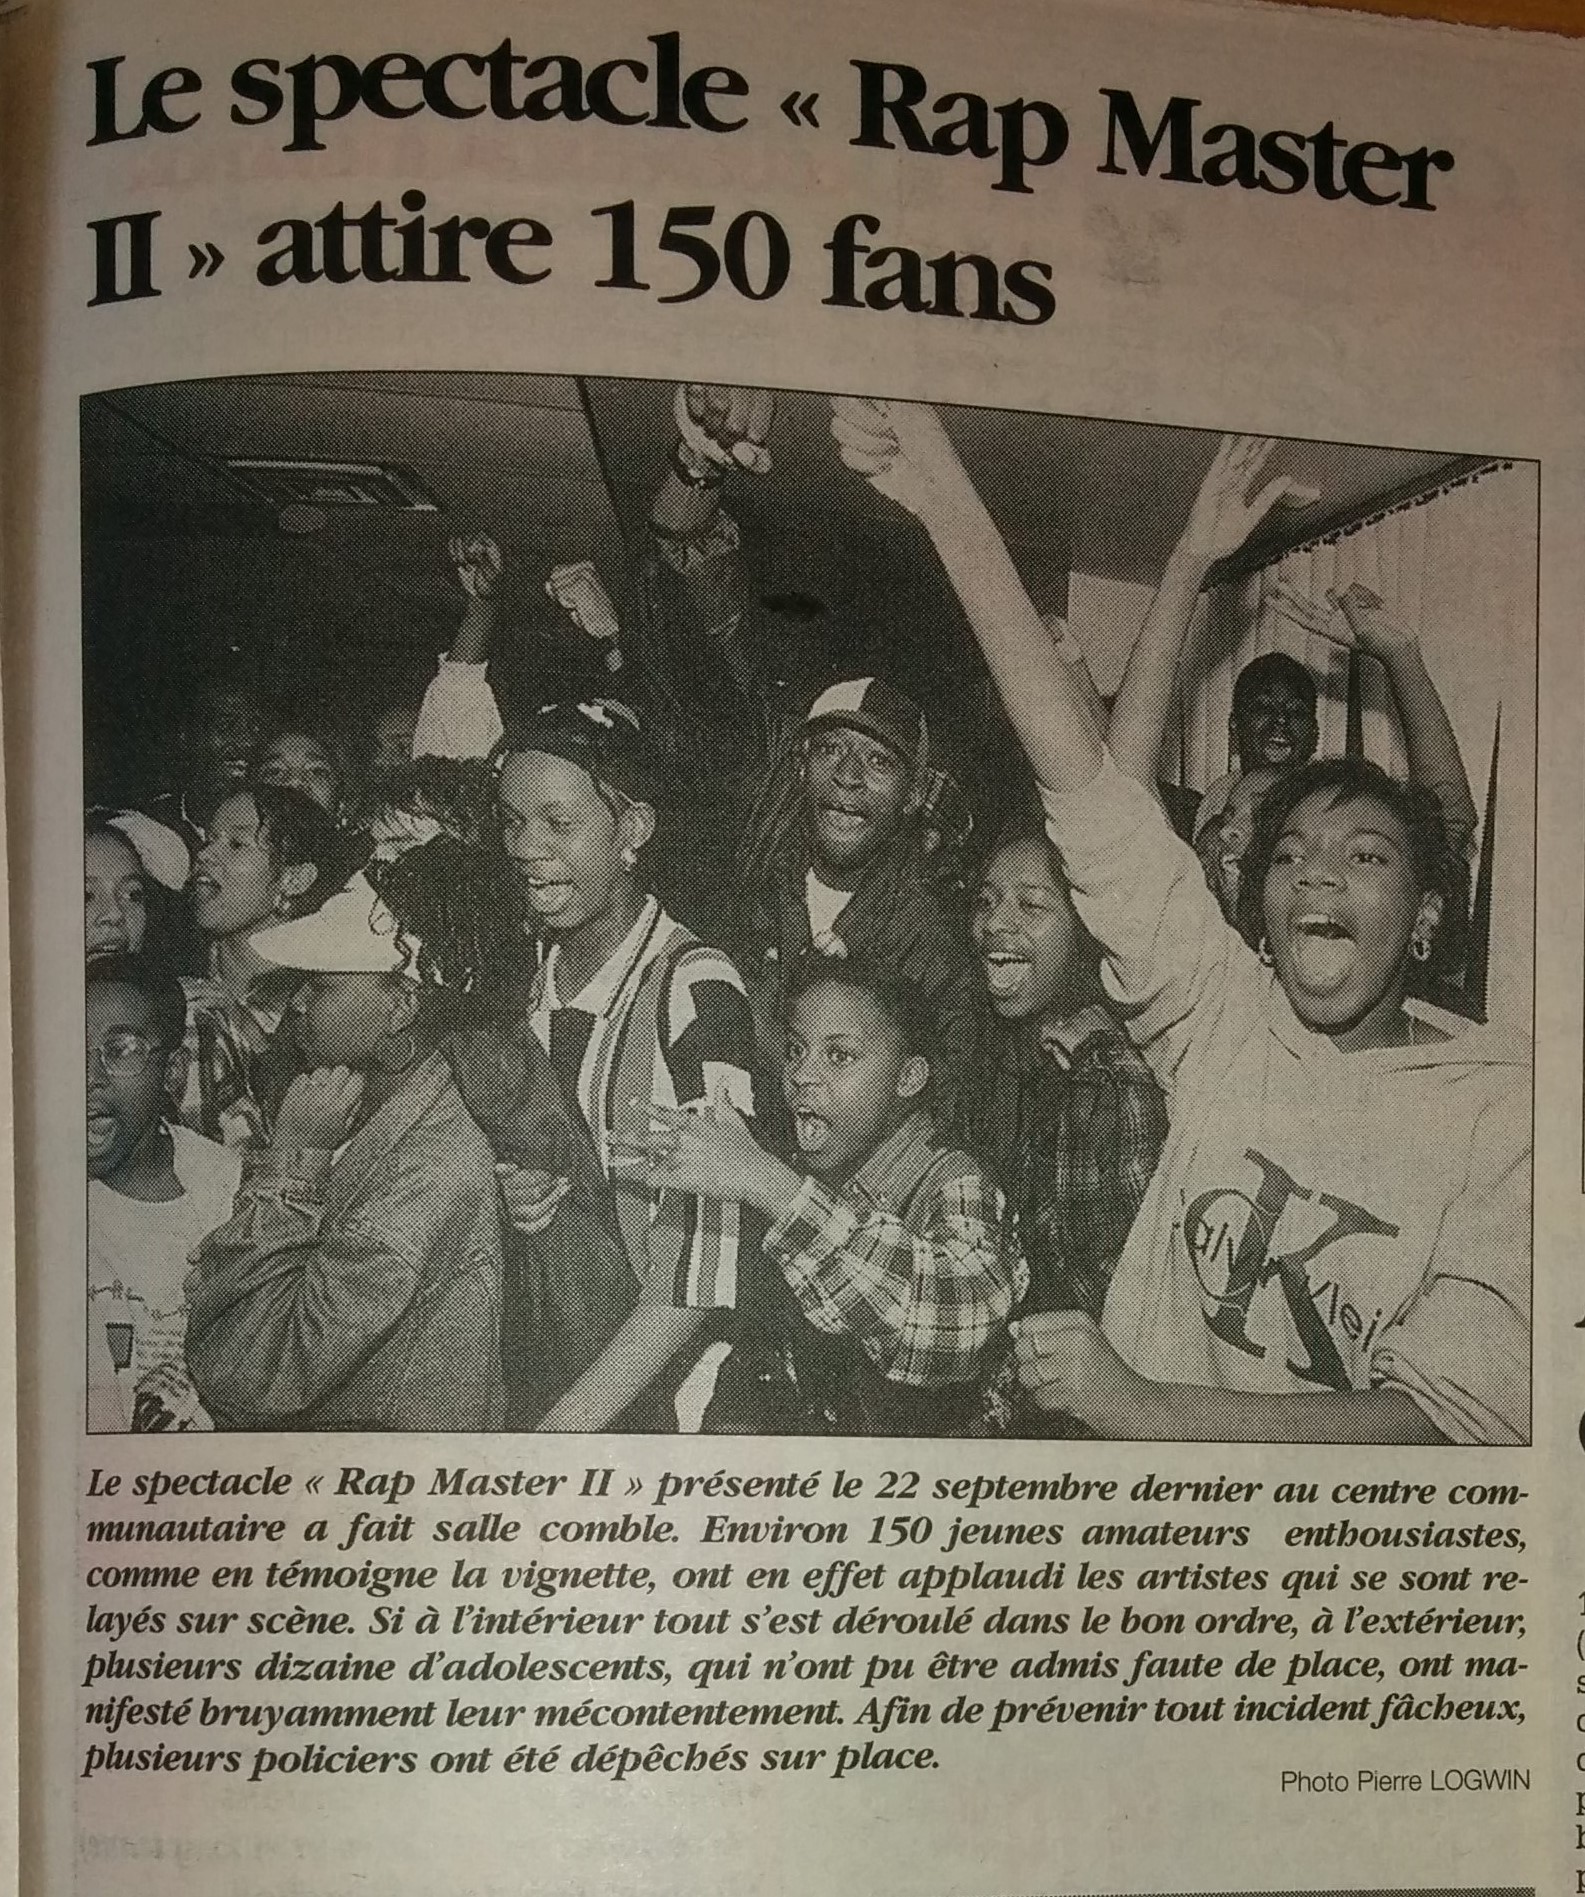 Le spectacle « Rap Master
II » attire 150 fans
Le spectacle « Rap Master II » présenté le 22 septembre dernier au centre com-
munautaire a fait salle comble. Environ 150 jeunes amateurs enthousiastes,
comme en témoigne la vignette, ont en effet applaudi les artistes qui se sont re-
layés sur scène. Si à l'intérieur tout s'est déroulé dans le bon ordre, à l'extérieur,
plusieurs dizaine d'adolescents, qui n'ont pu être admis faute de place, ont ma-
nifesté bruyamment leur mécontentement. Afin de prévenir tout incident fâcheux,
plusieurs policiers ont été dépêchés sur place.
Photo Pierre LOGWIN